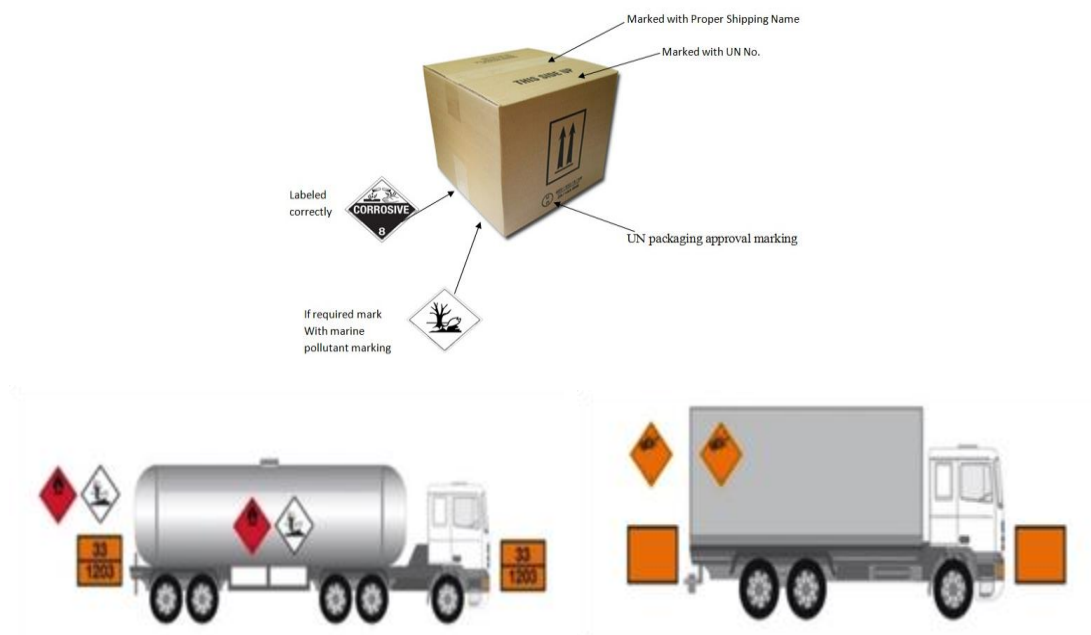 Marked with Proper Shipping Name
Marked with UN No.
THIS SIDE UP
Labeled
correctly
CORROSIVE
8
UN packaging approval marking
If required mark
With marine
pollutant marking
33
1203
33
1203